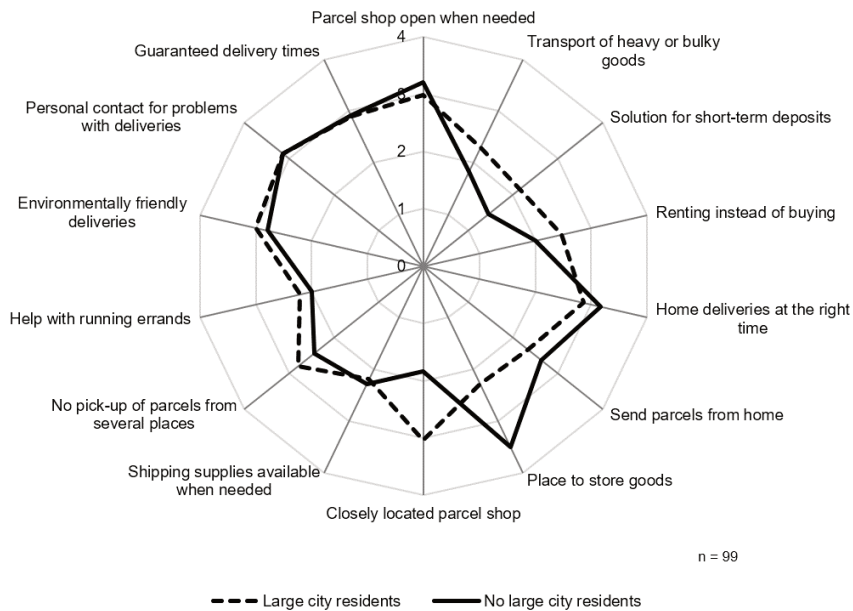 Parcel shop open when needed
Transport of heavy or bulky
goods
Solution for short-term deposits
Renting instead of buying
Home deliveries at the right
time
Send parcels from home
Place to store goods
Closely located parcel shop
Shipping supplies available
when needed
No pick-up of parcels from
several places
Help with running errands
Environmentally friendly
deliveries
Personal contact for problems
with deliveries
Guaranteed delivery times
4
3
2
1
0
n = 99
Large city residents
No large city residents